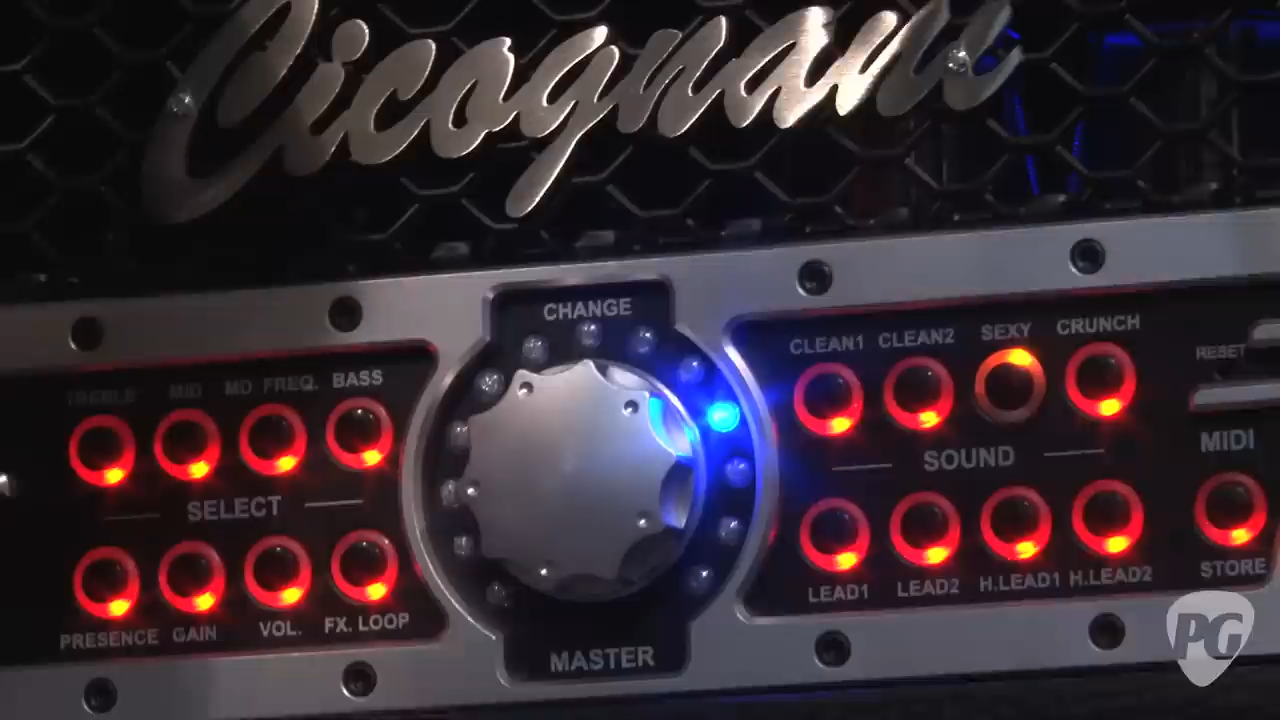 Cicognani
CHANGE
TREBLE MID MD FREQ. BASS
SELECT
PRESENCE GAIN VOL. FX. LOOP
MASTER
CLEAN1 CLEAN2 SEXY CRUNCH
SOUND
LEAD1 LEAD2 H.LEAD1 H.LEAD2
RESET
MIDI
STORE
PG